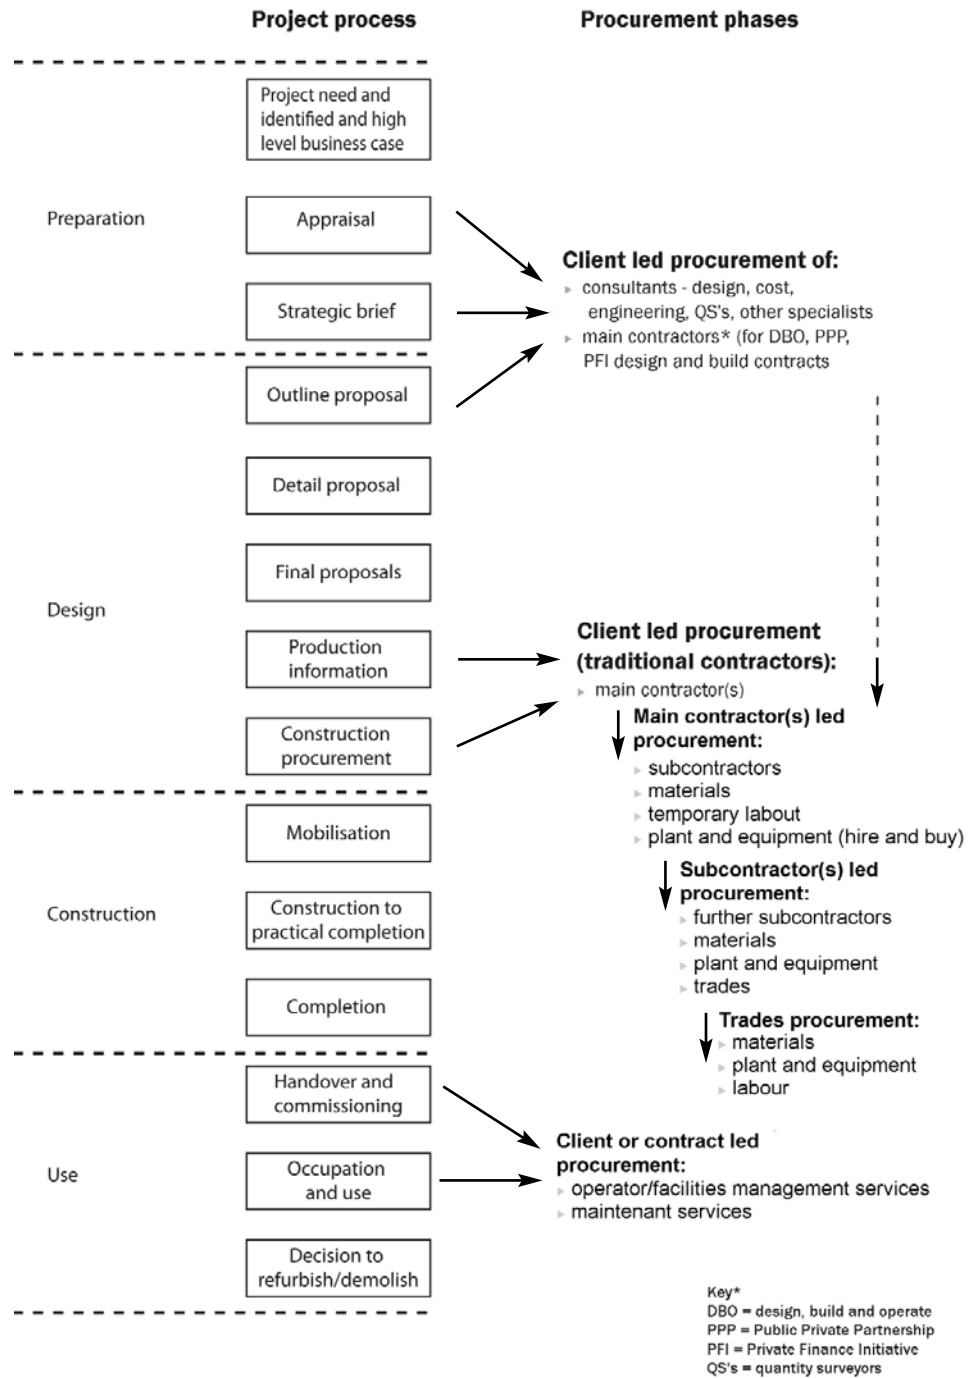 Project process
Procurement phases
Preparation
Project need and
identified and high
level business case
Appraisal
Strategic brief
Client led procurement of:
consultants - design, cost,
engineering, QS's, other specialists
main contractors* (for DBO, PPP,
PFI design and build contracts
Design
Outline proposal
Detail proposal
Final proposals
Production
information
Construction
procurement
Client led procurement
(traditional contractors):
main contractor(s)
Main contractor(s) led
procurement:
subcontractors
materials
temporary labout
plant and equipment (hire and buy)
Construction
Mobilisation
Construction to
practical completion
Completion
Subcontractor(s) led
procurement:
further subcontractors
materials
plant and equipment
trades
Trades procurement:
materials
plant and equipment
labour
Use
Handover and
commissioning
Occupation
and use
Decision to
refurbish/demolish
Client or contract led
procurement:
operator/facilities management services
maintenant services
Key*
DBO = design, build and operate
PPP = Public Private Partnership
PFI = Private Finance Initiative
QS's = quantity surveyors